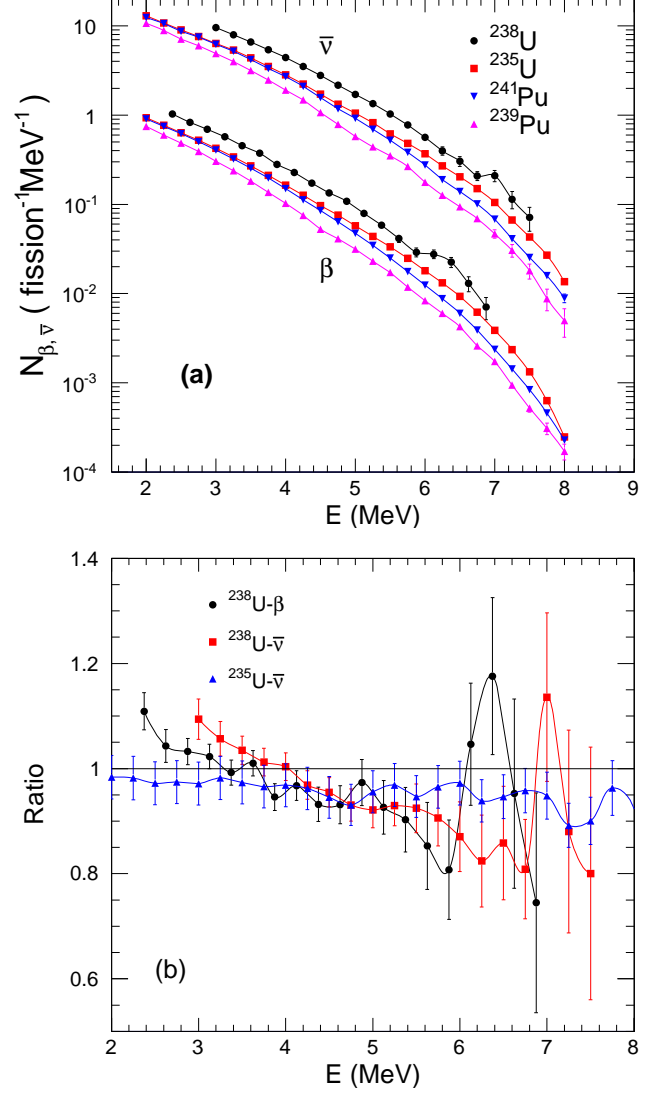 10
1
10⁻¹
10⁻²
10⁻³
10⁻⁴
N_β, ν̄ ( fission⁻¹MeV⁻¹ )
ν̄
β
²³⁸U
²³⁵U
²⁴¹Pu
²³⁹Pu
(a)
2 3 4 5 6 7 8 9
E (MeV)
1.4
1.2
1
0.8
0.6
Ratio
²³⁸U-β
²³⁸U-ν̄
²³⁵U-ν̄
(b)
2 3 4 5 6 7 8
E (MeV)